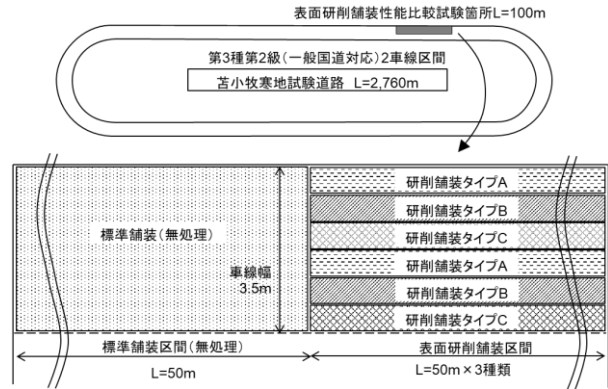 表面研削舗装性能比較試験箇所L=100m
第3種第2級(一般国道対応)2車線区間
苫小牧寒地試験道路 L=2,760m
標準舗装(無処理)
車線幅
3.5m
研削舗装タイプA
研削舗装タイプB
研削舗装タイプC
研削舗装タイプA
研削舗装タイプB
研削舗装タイプC
標準舗装区間(無処理)
L=50m
表面研削舗装区間
L=50m×3種類